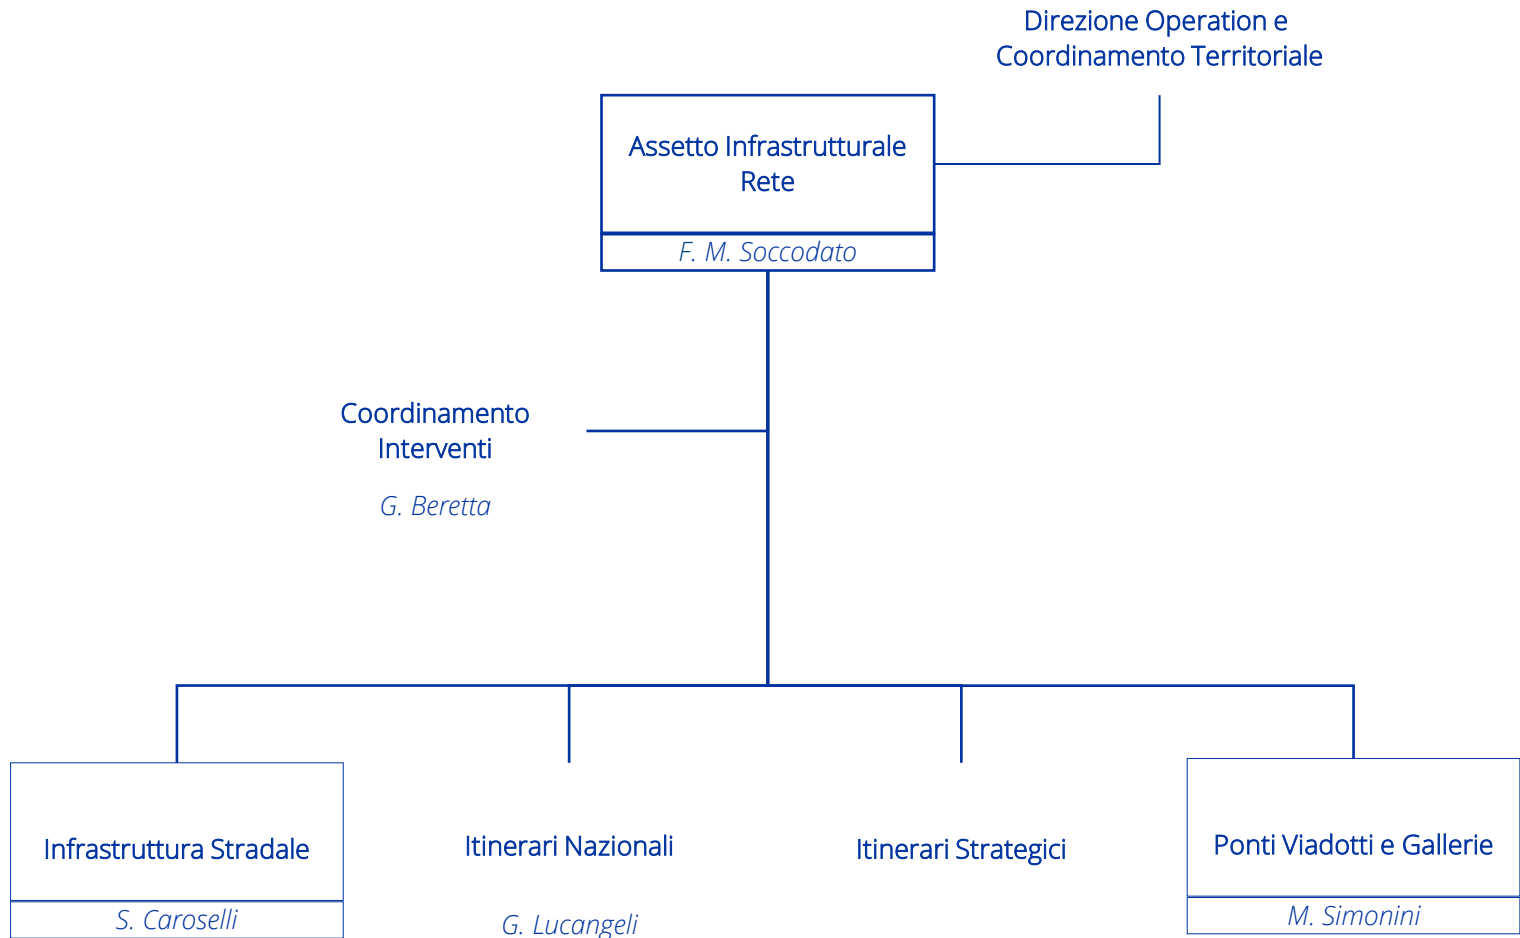 Direzione Operation e
Coordinamento Territoriale
Assetto Infrastrutturale
Rete
F. M. Soccodato
Coordinamento
Interventi
G. Beretta
Infrastruttura Stradale
S. Caroselli
Itinerari Nazionali
G. Lucangeli
Itinerari Strategici
Ponti Viadotti e Gallerie
M. Simonini